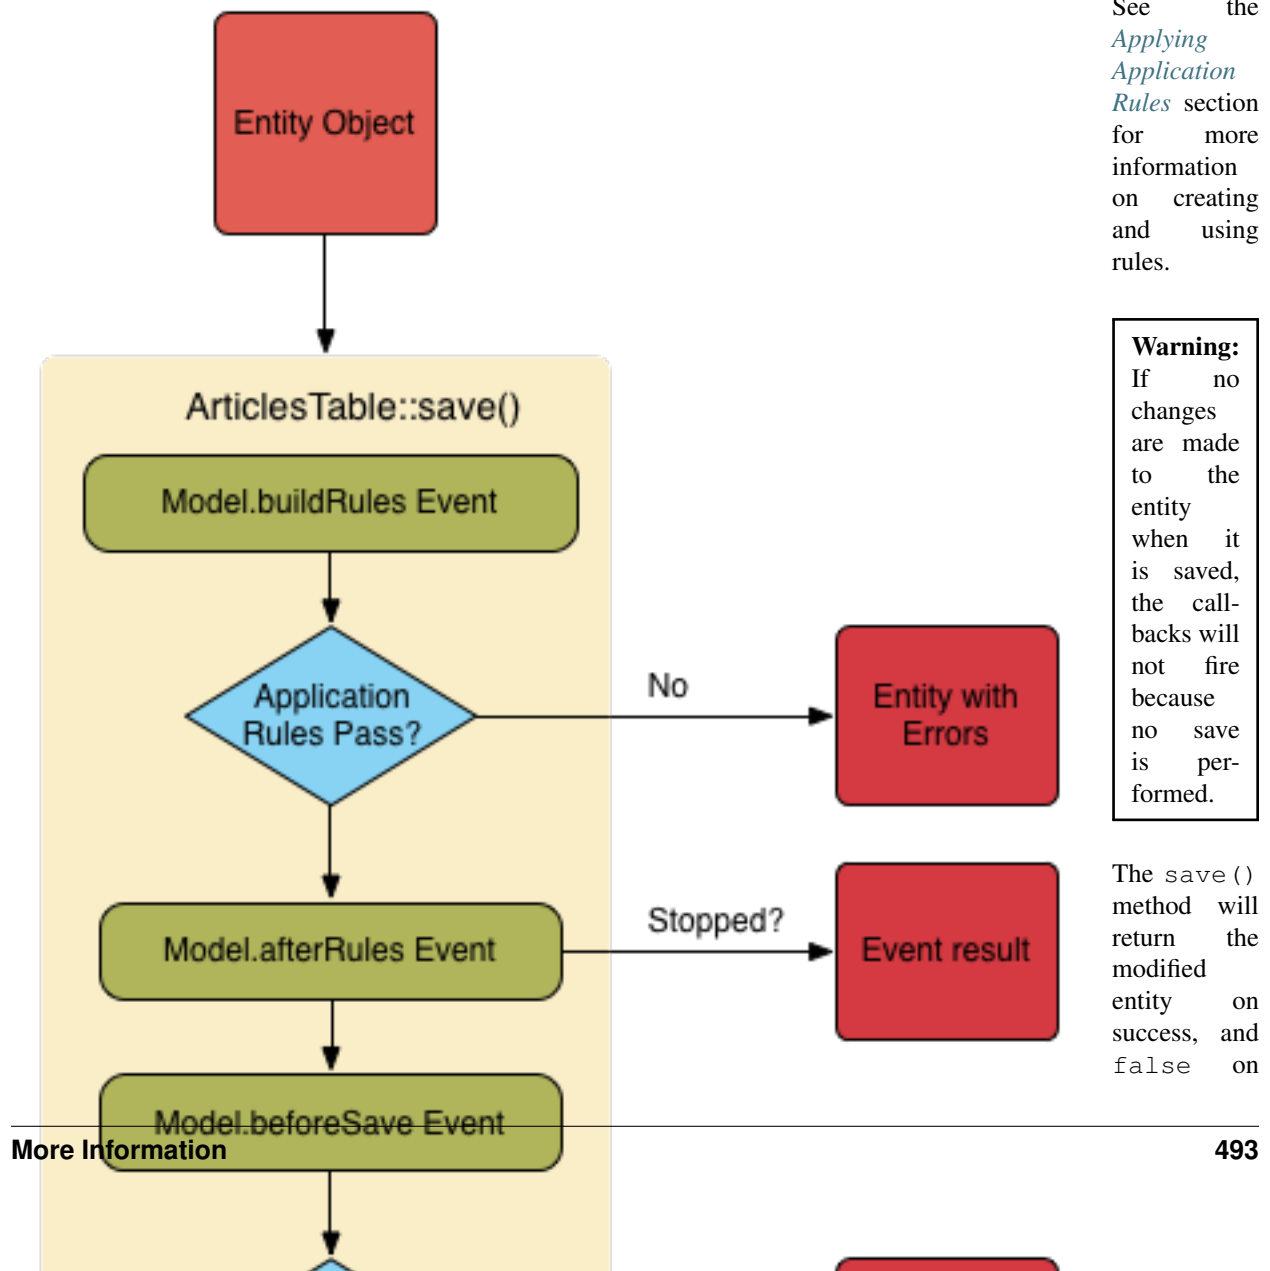 Entity Object
ArticlesTable::save()
Model.buildRules Event
Application
Rules Pass?
No
Entity with
Errors
Model.afterRules Event
Stopped?
Event result
Model.beforeSave Event
See the
Applying
Application
Rules section
for more
information
on creating
and using
rules.
Warning:
If no
changes
are made
to the
entity
when it
is saved,
the call-
backs will
not fire
because
no save
is per-
formed.
The save()
method will
return the
modified
entity on
success, and
false on
More Information
493